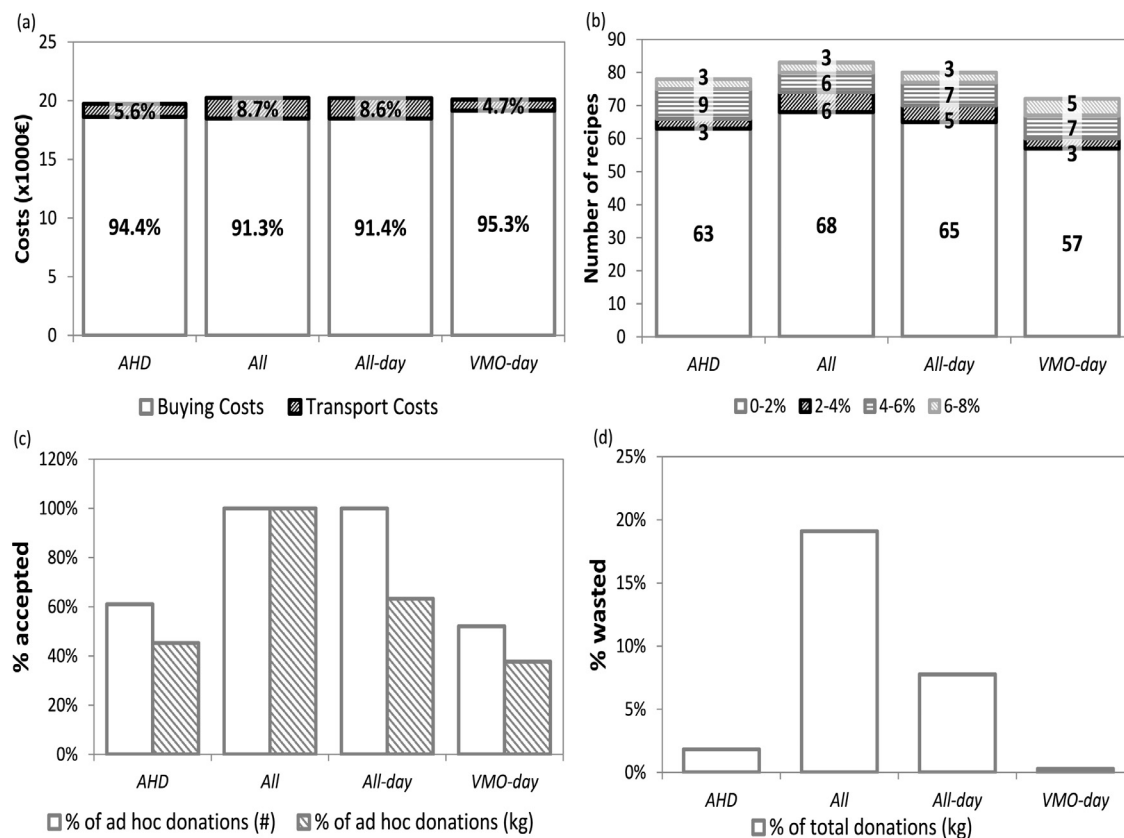 (a)
25
20
15
10
5
0
Costs (x1000€)
5.6% 8.7% 8.6% 4.7%
94.4% 91.3% 91.4% 95.3%
AHD All All-day VMO-day
Buying Costs Transport Costs
(b)
90
80
70
60
50
40
30
20
10
0
Number of recipes
3 3 3 5
9 6 7 7
3 6 5 3
63 68 65 57
AHD All All-day VMO-day
0-2% 2-4% 4-6% 6-8%
(c)
120%
100%
80%
60%
40%
20%
0%
% accepted
AHD All All-day VMO-day
% of ad hoc donations (#) % of ad hoc donations (kg)
(d)
25%
20%
15%
10%
5%
0%
% wasted
AHD All All-day VMO-day
% of total donations (kg)